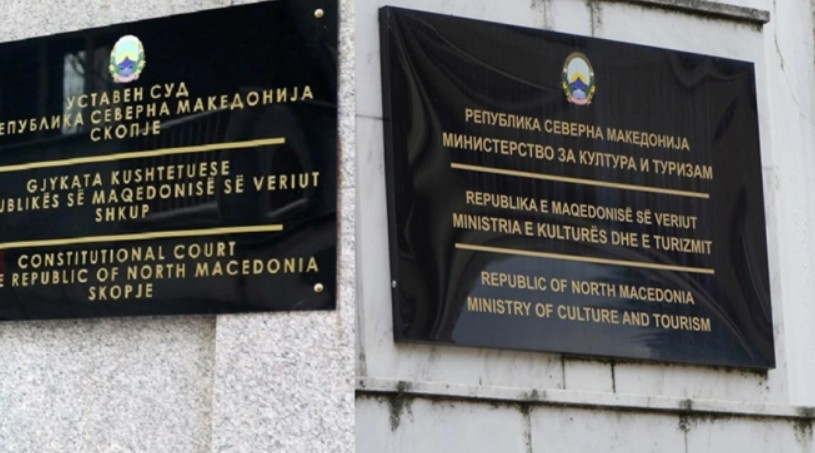 УСТАВЕН СУД
ЕПУБЛИКА СЕВЕРНА МАКЕДОНИЈА
СКОПЈЕ
GJYKATA KUSHTETUESE
UBLIKËS SË MAQEDONISË SË VERIUT
SHKUP
CONSTITUTIONAL COURT
E REPUBLIC OF NORTH MACEDONIA
SKOPJE
РЕПУБЛИКА СЕВЕРНА МАКЕДОНИЈА
МИНИСТЕРСТВО ЗА КУЛТУРА И ТУРИЗАМ
REPUBLIKA E MAQEDONISË SË VERIUT
MINISTRIA E KULTURËS DHE E TURIZMIT
REPUBLIC OF NORTH MACEDONIA
MINISTRY OF CULTURE AND TOURISM